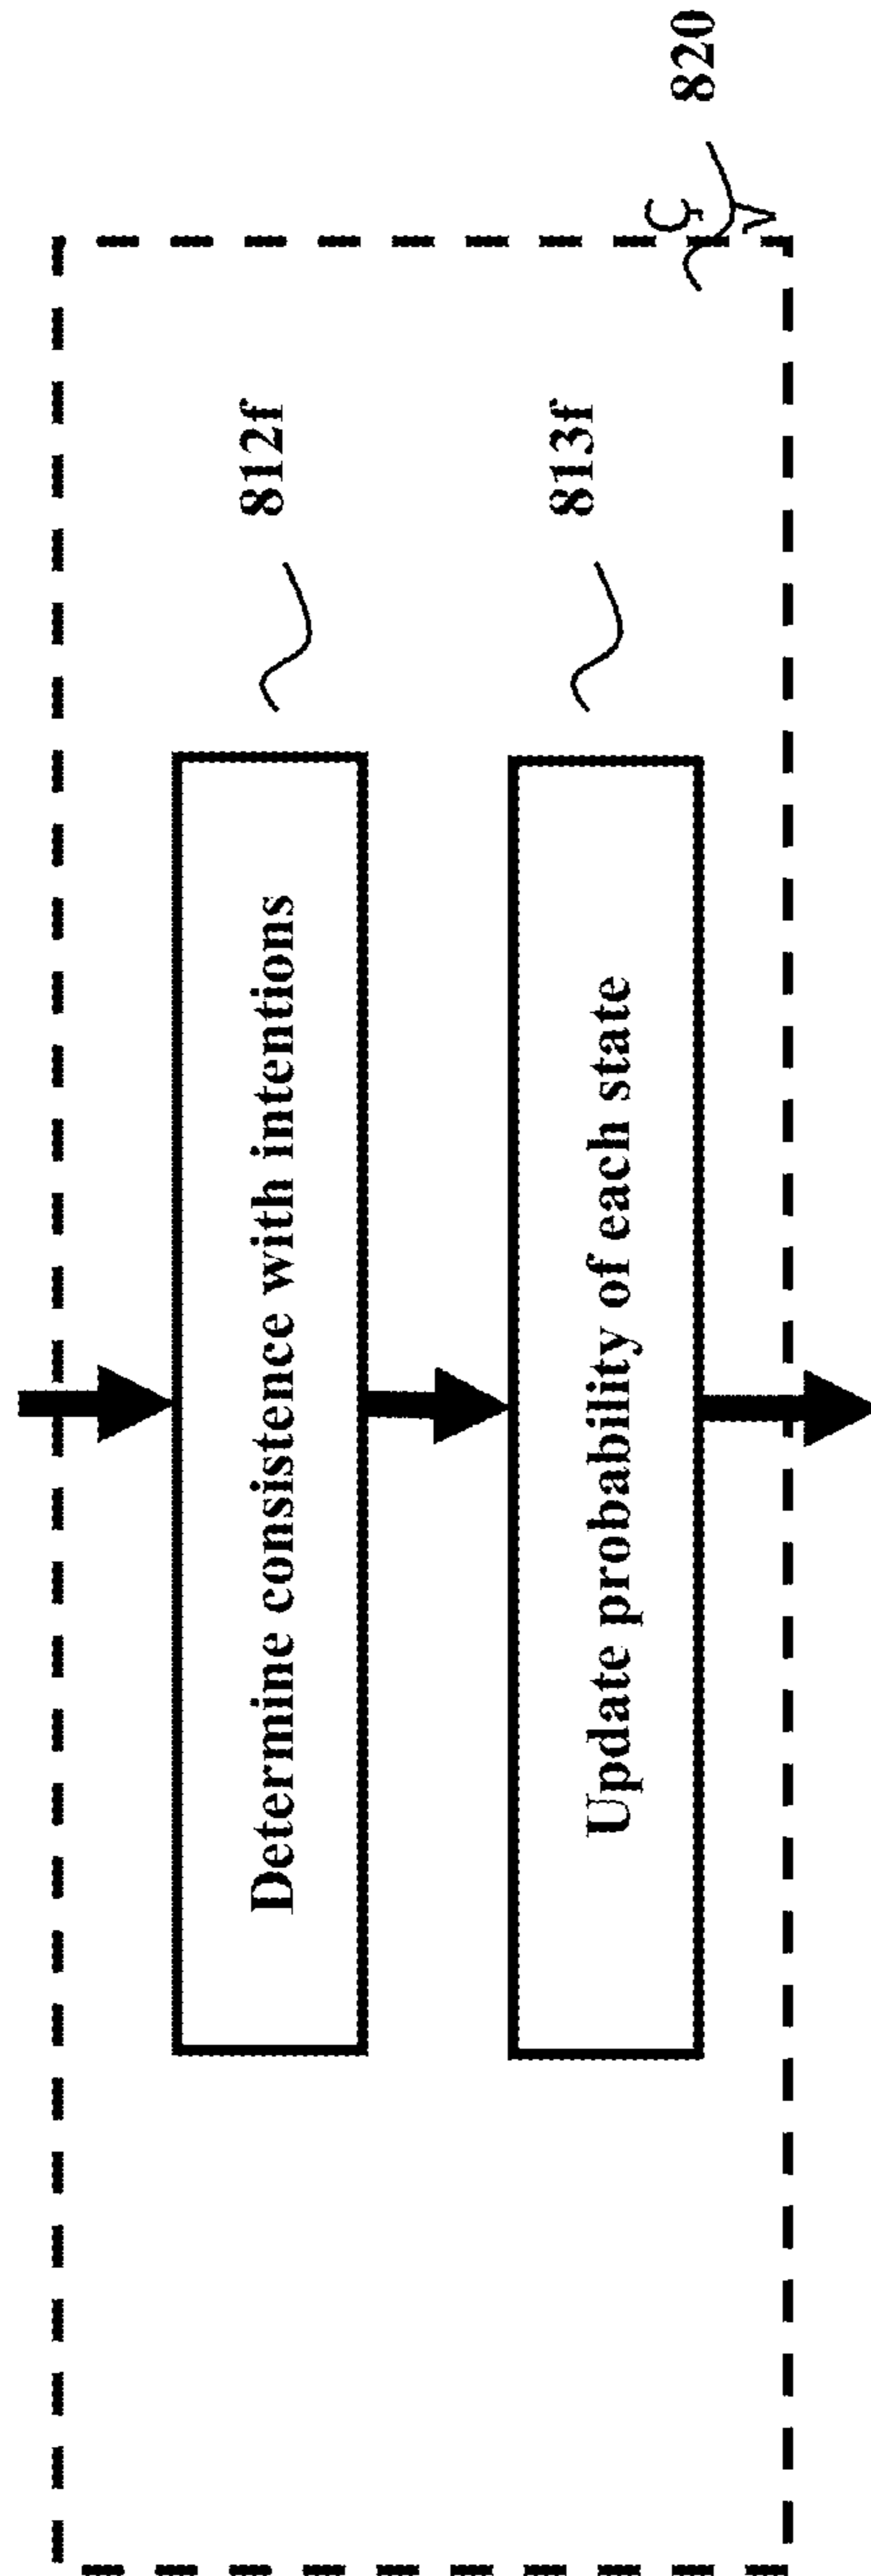 820
Determine consistence with intentions
812f
Update probability of each state
813f